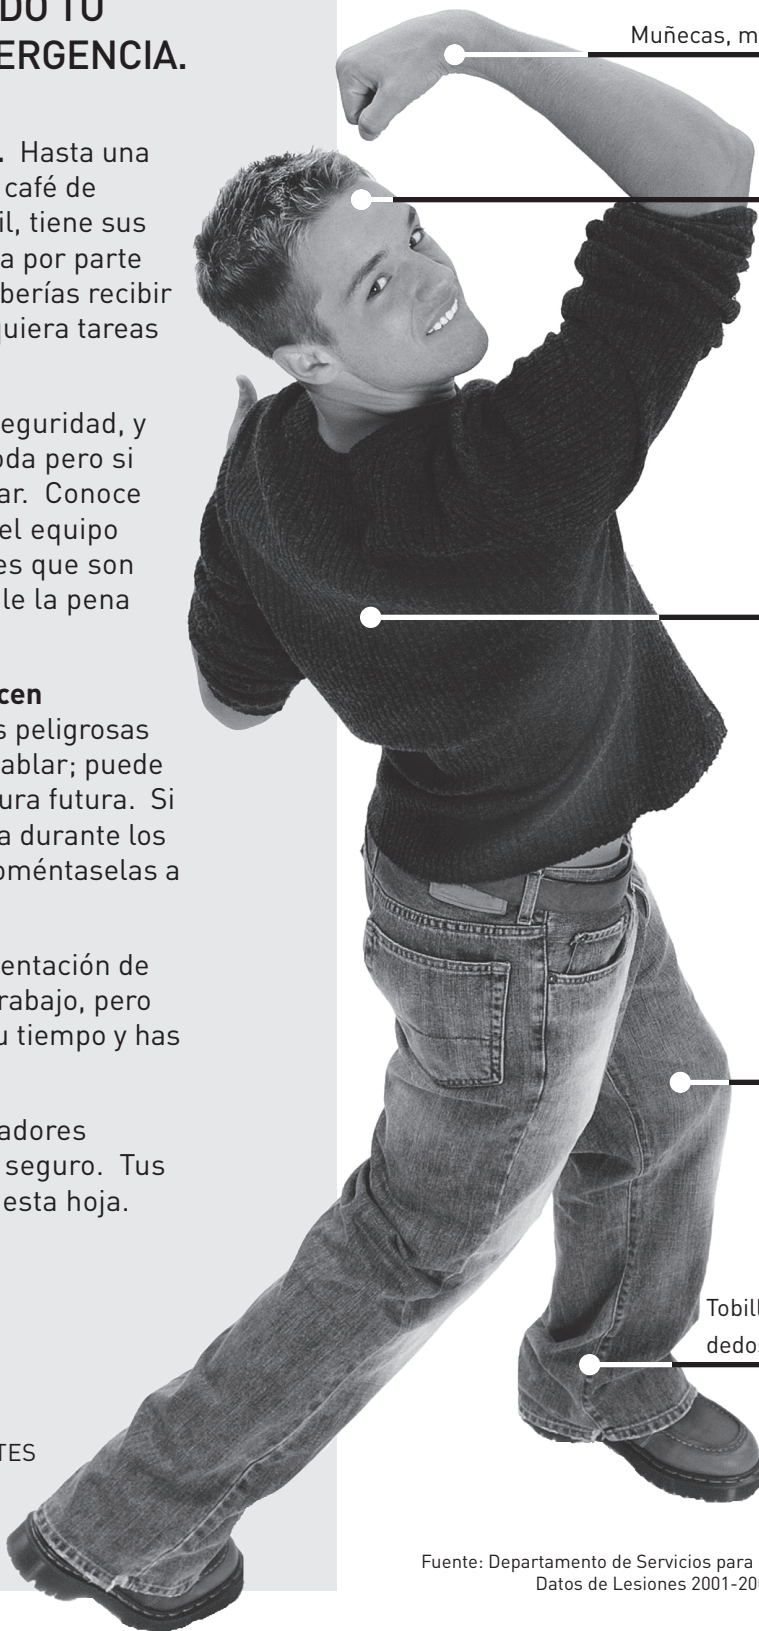 DO TU
ERGENCIA.
. Hasta una
café de
il, tiene sus
a por parte
berías recibir
quiera tareas
eguridad, y
oda pero si
ar. Conoce
el equipo
es que son
le la pena
cen
s peligrosas
ablar; puede
ura futura. Si
a durante los
oméntaselas a
entación de
rabajo, pero
u tiempo y has
adores
seguro. Tus
esta hoja.
TES
Muñecas, m
Tobill
dedos
Fuente: Departamento de Servicios para
Datos de Lesiones 2001-200